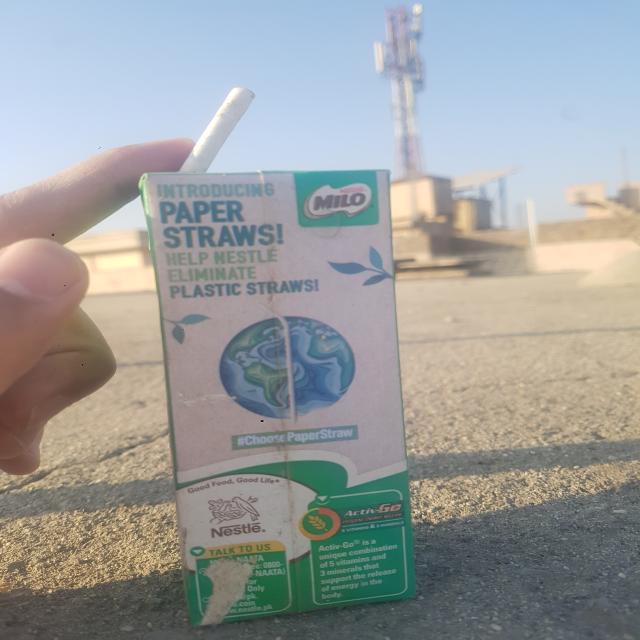 INTRODUCING
PAPER
STRAWS!
HELP NESTLÉ
ELIMINATE
PLASTIC STRAWS!
MILO
#ChoosePaperStraw
Good Food, Good Life
Nestlé.
TALK TO US
NAATA)
Only
Activ-Go
Activ-Go® is a
unique combination
of 5 vitamins and
3 minerals that
support the release
of energy in the
body.